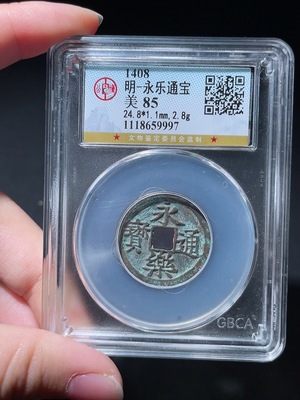 1408
明-永乐通宝
美 85
24.8*1.1mm,2.8g
1118659997
★★★ 文物鉴定委员会监制 ★★★
永樂通寶
GBCA